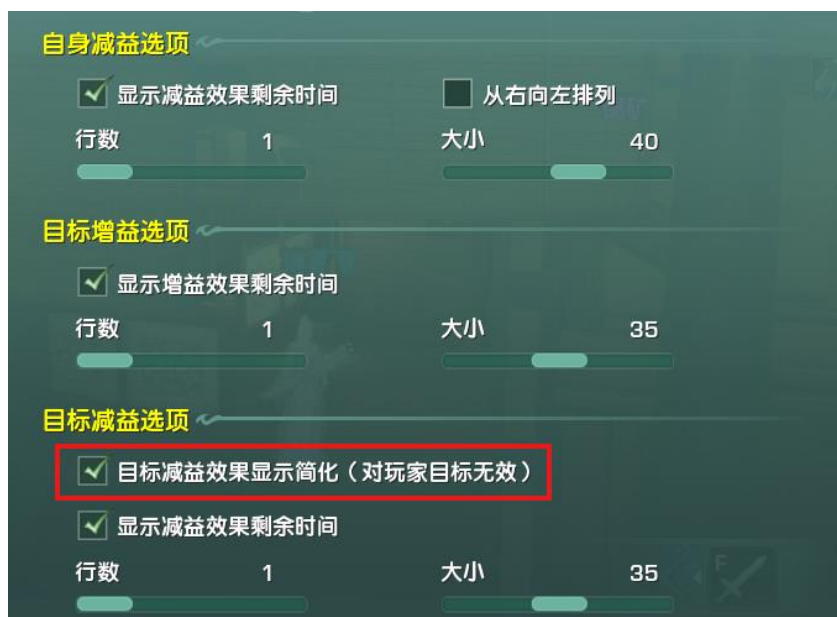 自身减益选项
显示减益效果剩余时间 从右向左排列
行数 1 大小 40
目标增益选项
显示增益效果剩余时间
行数 1 大小 35
目标减益选项
目标减益效果显示简化（对玩家目标无效）
显示减益效果剩余时间
行数 1 大小 35
F